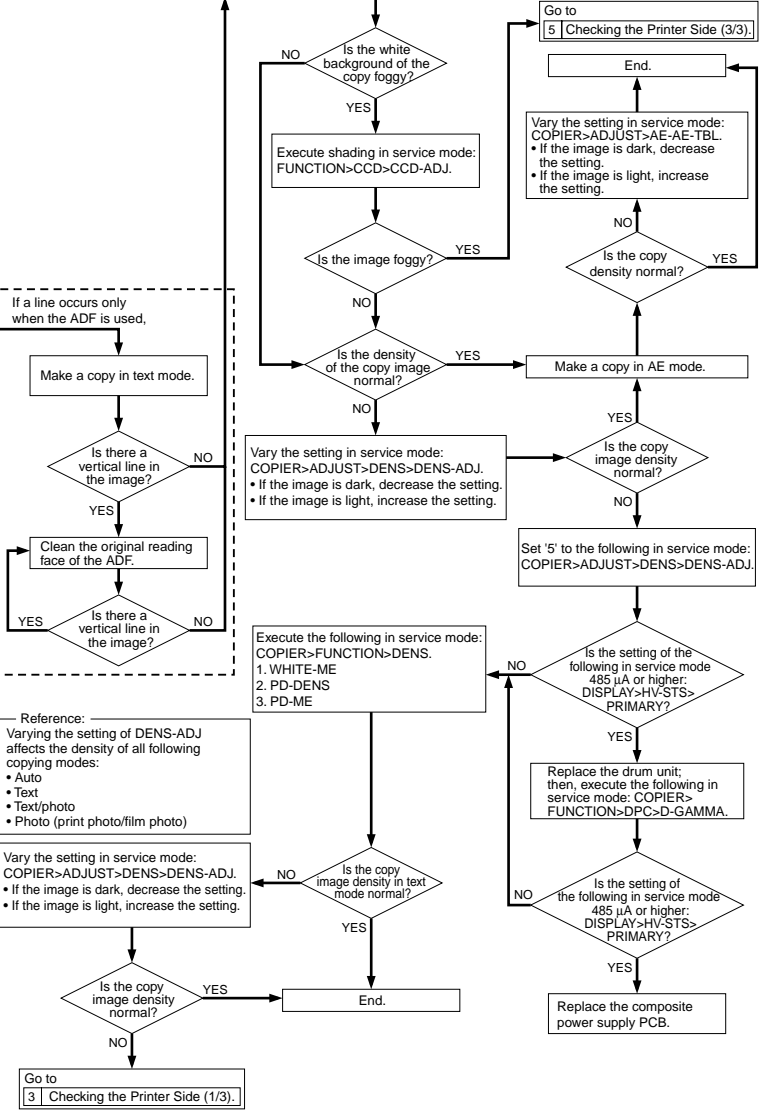 Go to
5 Checking the Printer Side (3/3).
Is the white
background of the
copy foggy?
NO
YES
Execute shading in service mode:
FUNCTION>CCD>CCD-ADJ.
Is the image foggy?
YES
NO
Is the density
of the copy image
normal?
YES
NO
End.
Vary the setting in service mode:
COPIER>ADJUST>AE-AE-TBL.
• If the image is dark, decrease
the setting.
• If the image is light, increase
the setting.
NO
Is the copy
density normal?
YES
Make a copy in AE mode.
YES
Is the copy
image density
normal?
NO
Vary the setting in service mode:
COPIER>ADJUST>DENS>DENS-ADJ.
• If the image is dark, decrease the setting.
• If the image is light, increase the setting.
Set '5' to the following in service mode:
COPIER>ADJUST>DENS>DENS-ADJ.
If a line occurs only
when the ADF is used,
Make a copy in text mode.
Is there a
vertical line in
the image?
NO
YES
Clean the original reading
face of the ADF.
Is there a
vertical line in
the image?
YES
NO
Execute the following in service mode:
COPIER>FUNCTION>DENS.
1. WHITE-ME
2. PD-DENS
3. PD-ME
NO
Is the setting of the
following in service mode
485 µA or higher:
DISPLAY>HV-STS>
PRIMARY?
YES
Replace the drum unit;
then, execute the following in
service mode: COPIER>
FUNCTION>DPC>D-GAMMA.
Reference:
Varying the setting of DENS-ADJ
affects the density of all following
copying modes:
• Auto
• Text
• Text/photo
• Photo (print photo/film photo)
Vary the setting in service mode:
COPIER>ADJUST>DENS>DENS-ADJ.
• If the image is dark, decrease the setting.
• If the image is light, increase the setting.
NO
Is the copy
image density in text
mode normal?
YES
NO
Is the setting of
the following in service mode
485 µA or higher:
DISPLAY>HV-STS>
PRIMARY?
YES
Is the copy
image density
normal?
YES
NO
End.
Replace the composite
power supply PCB.
Go to
3 Checking the Printer Side (1/3).